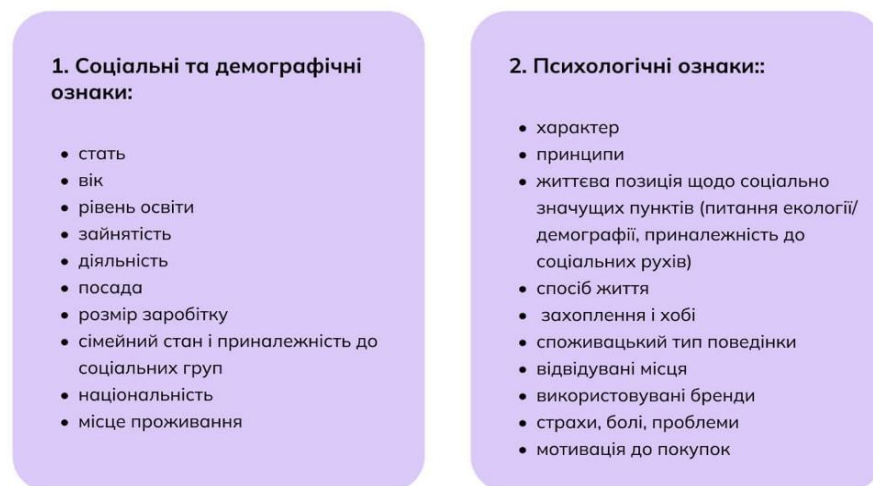 1. Соціальні та демографічні
ознаки:
• стать
• вік
• рівень освіти
• зайнятість
• діяльність
• посада
• розмір заробітку
• сімейний стан і приналежність до
соціальних груп
• національність
• місце проживання
2. Психологічні ознаки::
• характер
• принципи
• життєва позиція щодо соціально
значущих пунктів (питання екології/
демографії, приналежність до
соціальних рухів)
• спосіб життя
• захоплення і хобі
• споживацький тип поведінки
• відвідувані місця
• використовувані бренди
• страхи, болі, проблеми
• мотивація до покупок